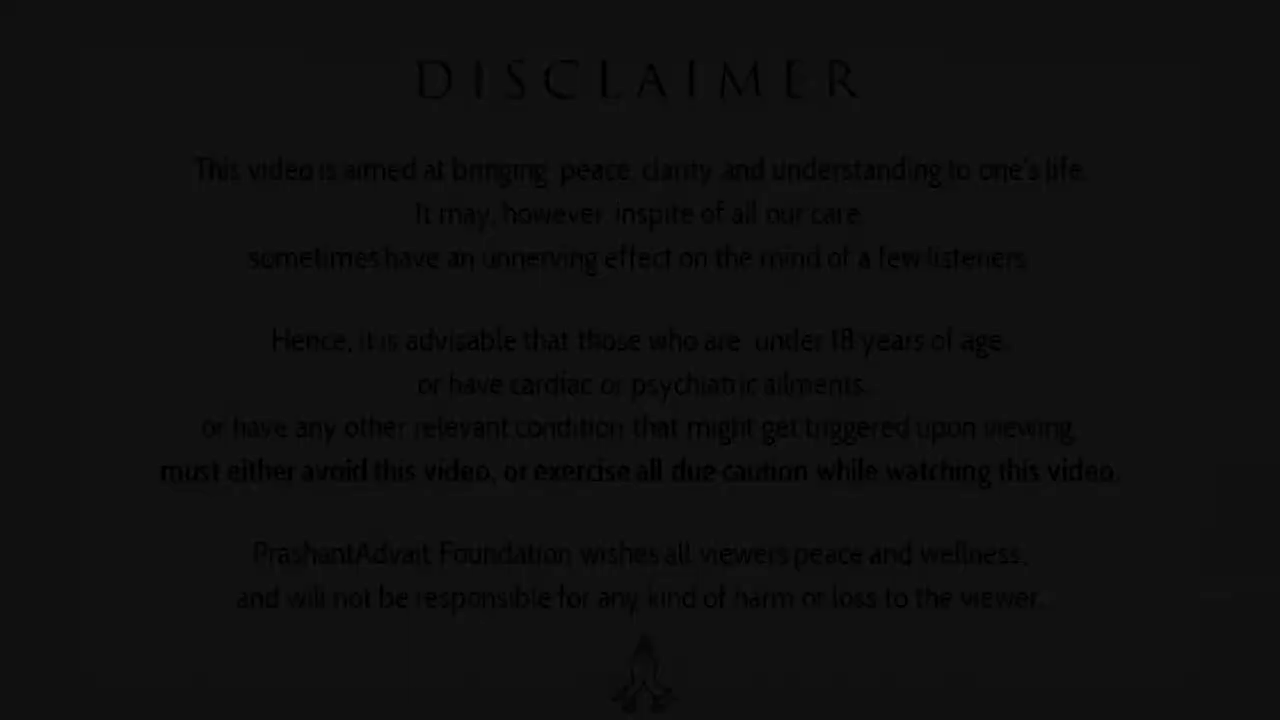 DISCLAIMER
This video is aimed at bringing peace, clarity and understanding to one's life.
It may, however, inspite of all our care
sometimes have an unnerving effect on the mind of a few listeners.
Hence, it is advisable that those who are under 18 years of age,
or have cardiac or psychiatric ailments,
or have any other relevant condition that might get triggered upon viewing,
must either avoid this video, or exercise all due caution while watching this video.
PrashantAdvait Foundation wishes all viewers peace and wellness,
and will not be responsible for any kind of harm or loss to the viewer.